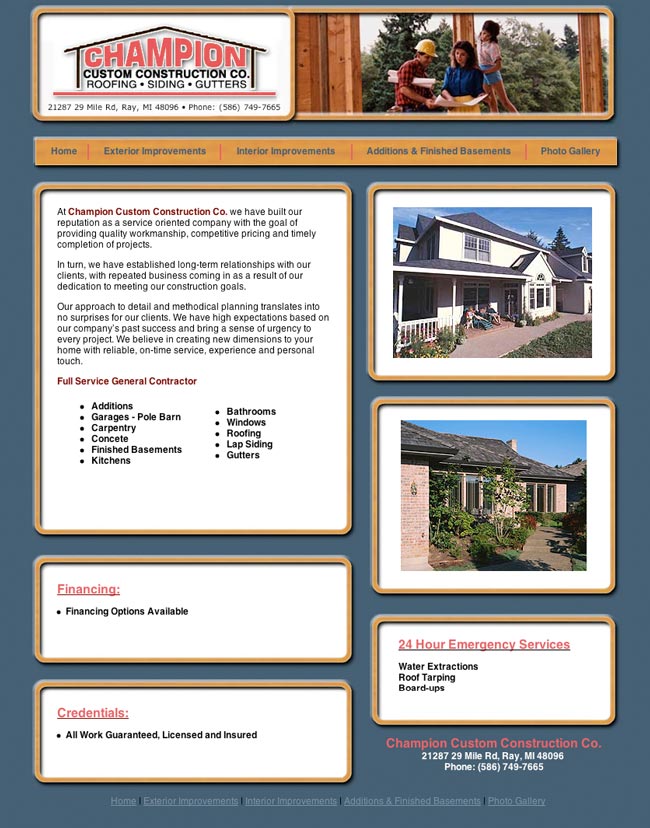 CHAMPION
CUSTOM CONSTRUCTION CO.
ROOFING • SIDING • GUTTERS
21287 29 Mile Rd, Ray, MI 48096 • Phone: (586) 749-7665
Home | Exterior Improvements | Interior Improvements | Additions & Finished Basements | Photo Gallery
At Champion Custom Construction Co. we have built our
reputation as a service oriented company with the goal of
providing quality workmanship, competitive pricing and timely
completion of projects.
In turn, we have established long-term relationships with our
clients, with repeated business coming in as a result of our
dedication to meeting our construction goals.
Our approach to detail and methodical planning translates into
no surprises for our clients. We have high expectations based on
our company's past success and bring a sense of urgency to
every project. We believe in creating new dimensions to your
home with reliable, on-time service, experience and personal
touch.
Full Service General Contractor
• Additions
• Garages - Pole Barn
• Carpentry
• Concete
• Finished Basements
• Kitchens
• Bathrooms
• Windows
• Roofing
• Lap Siding
• Gutters
Financing:
• Financing Options Available
Credentials:
• All Work Guaranteed, Licensed and Insured
24 Hour Emergency Services
Water Extractions
Roof Tarping
Board-ups
Champion Custom Construction Co.
21287 29 Mile Rd, Ray, MI 48096
Phone: (586) 749-7665
Home | Exterior Improvements | Interior Improvements | Additions & Finished Basements | Photo Gallery